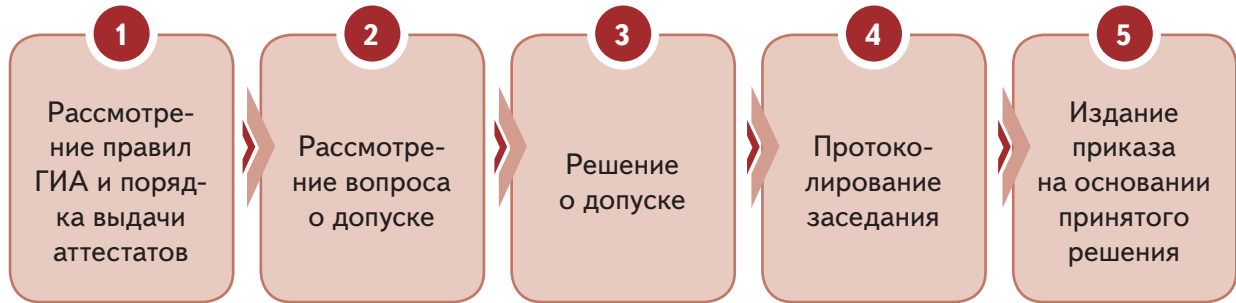 1
Рассмотре-
ние правил
ГИА и поряд-
ка выдачи
аттестатов
2
Рассмотре-
ние вопроса
о допуске
3
Решение
о допуске
4
Протоко-
лирование
заседания
5
Издание
приказа
на основании
принятого
решения